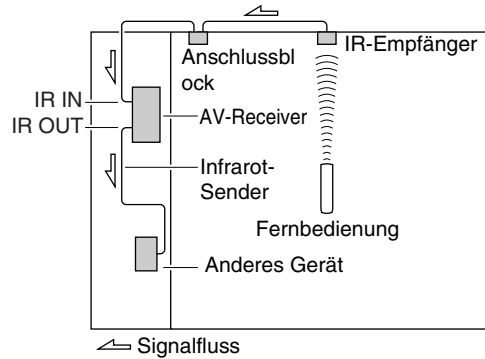 IR-Empfänger
Anschlussbl
ock
IR IN
IR OUT
AV-Receiver
Infrarot-
Sender
Fernbedienung
Anderes Gerät
Signalfluss